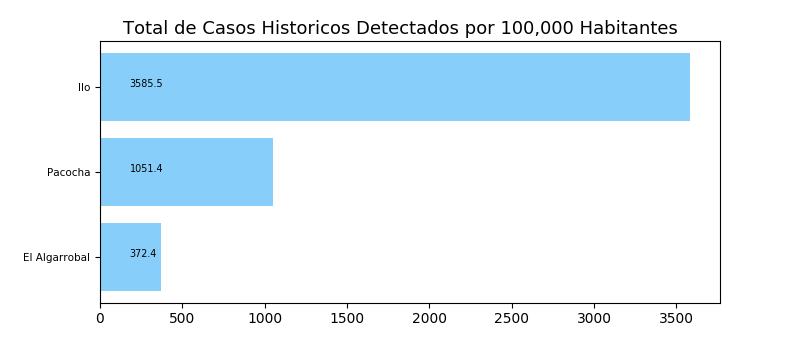 Total de Casos Historicos Detectados por 100,000 Habitantes
Ilo
3585.5
Pacocha
1051.4
El Algarrobal
372.4
0 500 1000 1500 2000 2500 3000 3500